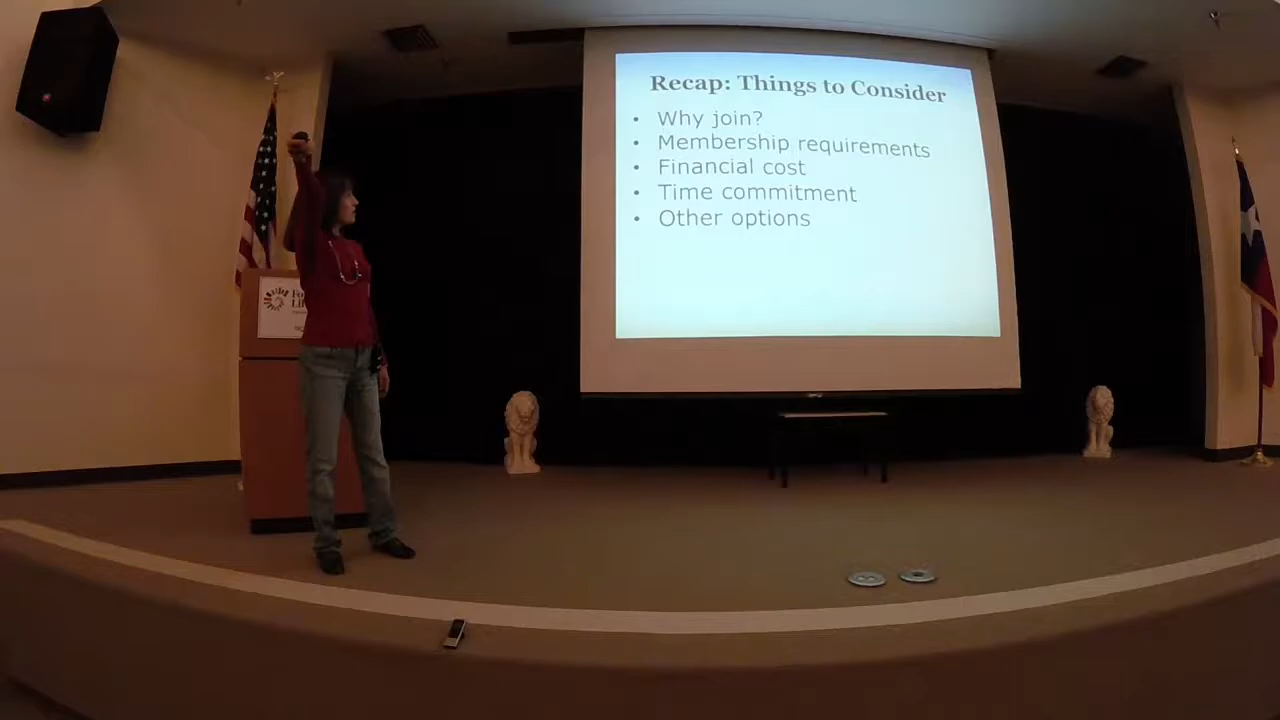 Recap: Things to Consider
• Why join?
• Membership requirements
• Financial cost
• Time commitment
• Other options